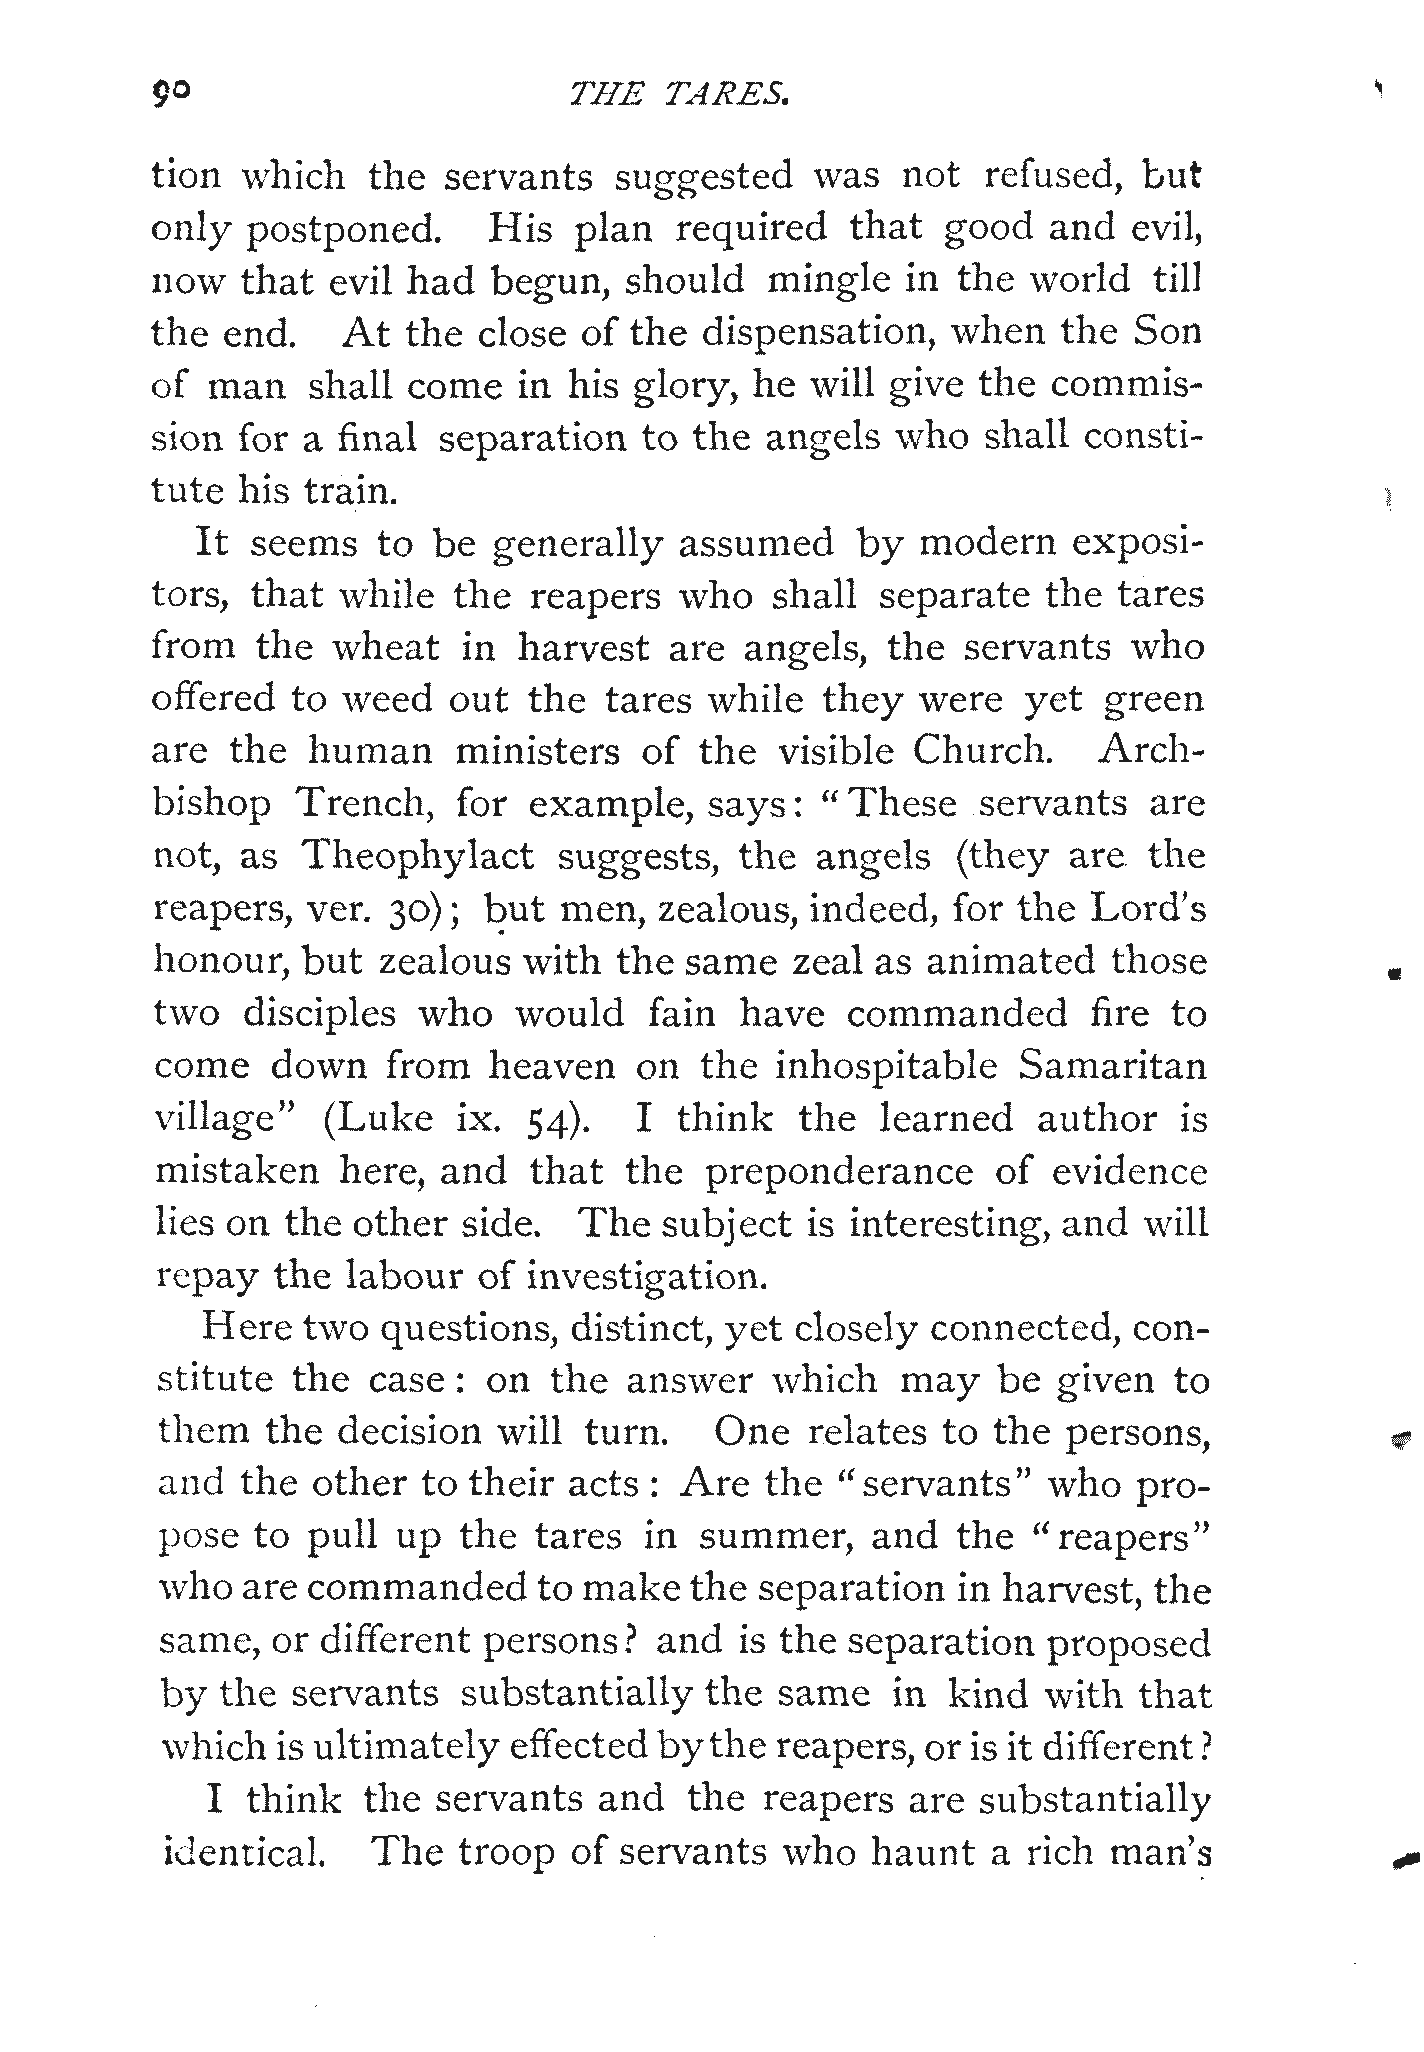 90 THE TARES.
tion which the servants suggested was not refused, but
only postponed. His plan required that good and evil,
now that evil had begun, should mingle in the world till
the end. At the close of the dispensation, when the Son
of man shall come in his glory, he will give the commis-
sion for a final separation to the angels who shall consti-
tute his train.
It seems to be generally assumed by modern exposi-
tors, that while the reapers who shall separate the tares
from the wheat in harvest are angels, the servants who
offered to weed out the tares while they were yet green
are the human ministers of the visible Church. Arch-
bishop Trench, for example, says: “These servants are
not, as Theophylact suggests, the angels (they are the
reapers, ver. 30); but men, zealous, indeed, for the Lord's
honour, but zealous with the same zeal as animated those
two disciples who would fain have commanded fire to
come down from heaven on the inhospitable Samaritan
village” (Luke ix. 54). I think the learned author is
mistaken here, and that the preponderance of evidence
lies on the other side. The subject is interesting, and will
repay the labour of investigation.
Here two questions, distinct, yet closely connected, con-
stitute the case: on the answer which may be given to
them the decision will turn. One relates to the persons,
and the other to their acts: Are the “servants” who pro-
pose to pull up the tares in summer, and the “reapers”
who are commanded to make the separation in harvest, the
same, or different persons? and is the separation proposed
by the servants substantially the same in kind with that
which is ultimately effected by the reapers, or is it different?
I think the servants and the reapers are substantially
identical. The troop of servants who haunt a rich man's